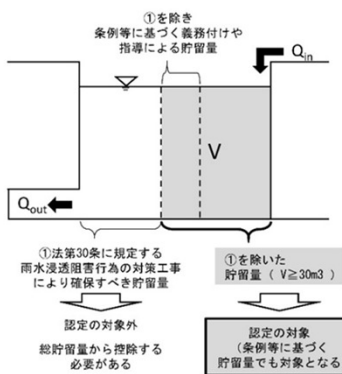 ①を除き
条例等に基づく義務付けや
指導による貯留量
Qin
V
Qout
①法第30条に規定する
雨水浸透阻害行為の対策工事
により確保すべき貯留量
①を除いた
貯留量（ V≧30m3 ）
認定の対象外
総貯留量から控除する
必要がある
認定の対象
（条例等に基づく
貯留量でも対象となる